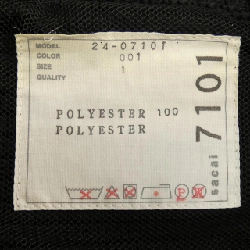 MODEL 24-07101
COLOR 001
SIZE 1
QUALITY
POLYESTER 100
POLYESTER
sacai 7101